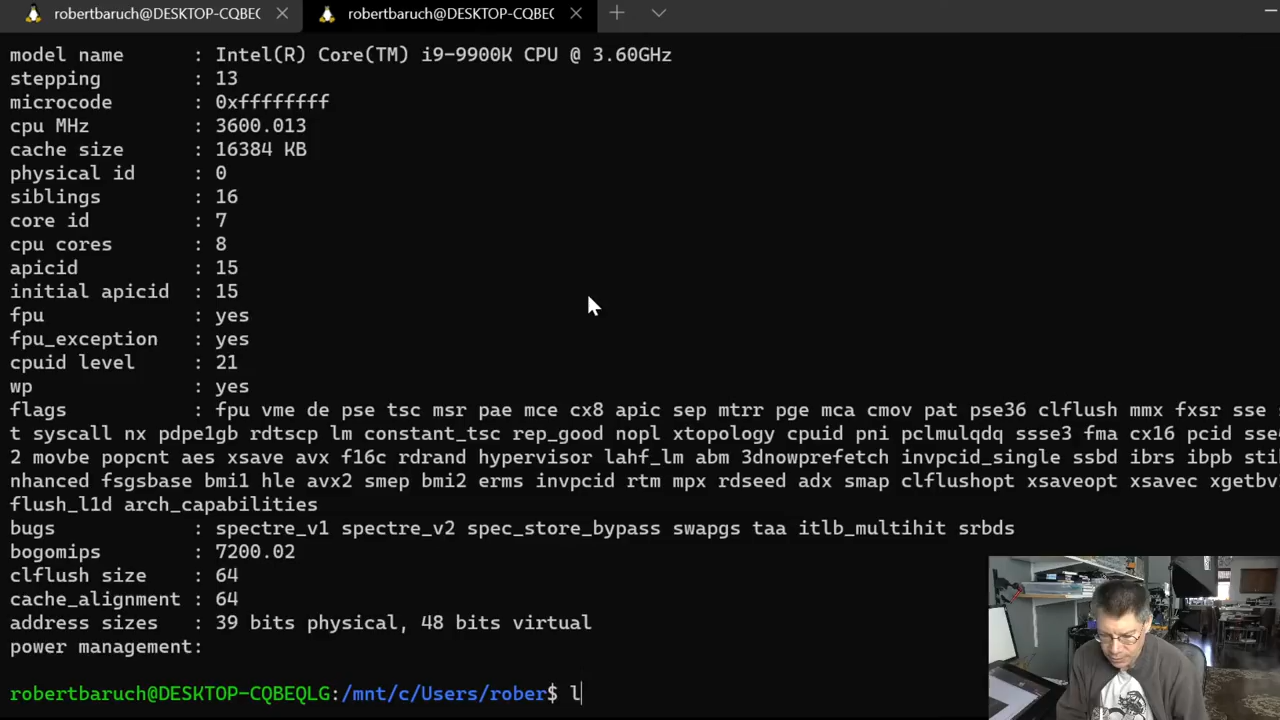 robertbaruch@DESKTOP-CQBEQ
robertbaruch@DESKTOP-CQBEQ
model name : Intel(R) Core(TM) i9-9900K CPU @ 3.60GHz
stepping : 13
microcode : 0xffffffff
cpu MHz : 3600.013
cache size : 16384 KB
physical id : 0
siblings : 16
core id : 7
cpu cores : 8
apicid : 15
initial apicid : 15
fpu : yes
fpu_exception : yes
cpuid level : 21
wp : yes
flags : fpu vme de pse tsc msr pae mce cx8 apic sep mtrr pge mca cmov pat pse36 clflush mmx fxsr sse
t syscall nx pdpe1gb rdtscp lm constant_tsc rep_good nopl xtopology cpuid pni pclmulqdq ssse3 fma cx16 pcid sse
2 movbe popcnt aes xsave avx f16c rdrand hypervisor lahf_lm abm 3dnowprefetch invpcid_single ssbd ibrs ibpb sti
nhanced fsgsbase bmi1 hle avx2 smep bmi2 erms invpcid rtm mpx rdseed adx smap clflushopt xsaveopt xsavec xgetbv
flush_l1d arch_capabilities
bugs : spectre_v1 spectre_v2 spec_store_bypass swapgs taa itlb_multihit srbds
bogomips : 7200.02
clflush size : 64
cache_alignment : 64
address sizes : 39 bits physical, 48 bits virtual
power management:
robertbaruch@DESKTOP-CQBEQLG:/mnt/c/Users/rober$ l